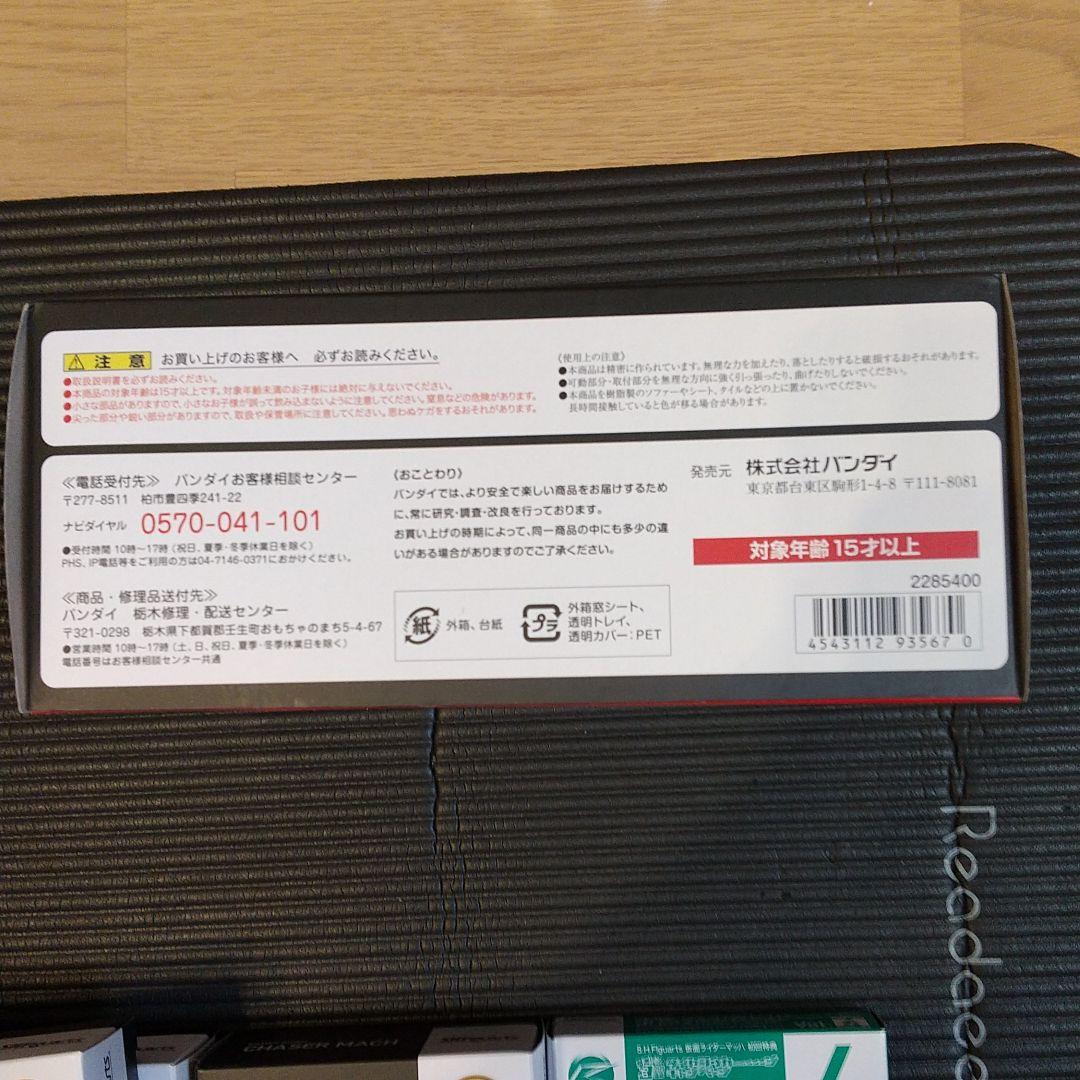 注意 お買い上げのお客様へ 必ずお読みください。
●取扱説明書を必ずお読みください。
●本商品の対象年齢は15才以上です。対象年齢未満のお子様には絶対に与えないでください。
●小さな部品がありますので、小さなお子様が誤って飲み込まないように注意してください。窒息などの危険があります。
●尖った部分や鋭い部分がありますので、取扱や保管場所に注意してください。思わぬケガをするおそれがあります。
〈使用上の注意〉
●本商品は精密に作られています。無理な力を加えたり、落としたりすると破損するおそれがあります。
●可動部分・取付部分を無理な方向に強く引っ張ったり、曲げたりしないでください。
●本商品を樹脂製のソファーやシート、タイルなどの上に置かないでください。
長時間接触していると色が移る場合があります。
≪電話受付先≫ バンダイお客様相談センター
〒277-8511 柏市豊四季241-22
ナビダイヤル 0570-041-101
●受付時間 10時〜17時(祝日、夏季・冬季休業日を除く)
PHS、IP電話等をご利用の方は04-7146-0371におかけください。
≪商品・修理品送付先≫
バンダイ 栃木修理・配送センター
〒321-0298 栃木県下都賀郡壬生町おもちゃのまち5-4-67
●営業時間 10時〜17時(土、日、祝日、夏季・冬季休業日を除く)
電話番号はお客様相談センター共通
〈おことわり〉
バンダイでは、より安全で楽しい商品をお届けするため
に、常に研究・調査・改良を行っております。
お買い上げの時期によって、同一商品の中にも多少の違
いがある場合がありますのでご了承ください。
紙 外箱、台紙
プラ 外箱窓シート、
透明トレイ、
透明カバー:PET
発売元 株式会社バンダイ
東京都台東区駒形1-4-8 〒111-8081
対象年齢15才以上
2285400
4543112 93567 0
CHASER MACH
S.H.Figuarts
S.H.Figuarts 仮面ライダーマッハ 初回特典